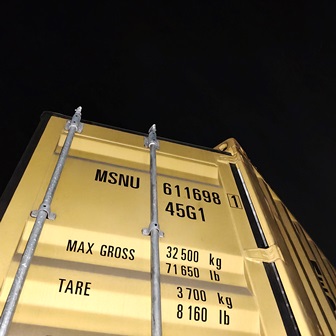 MSNU 611698 1
45G1
MAX GROSS 32 500 kg
71 650 lb
TARE 3 700 kg
8 160 lb